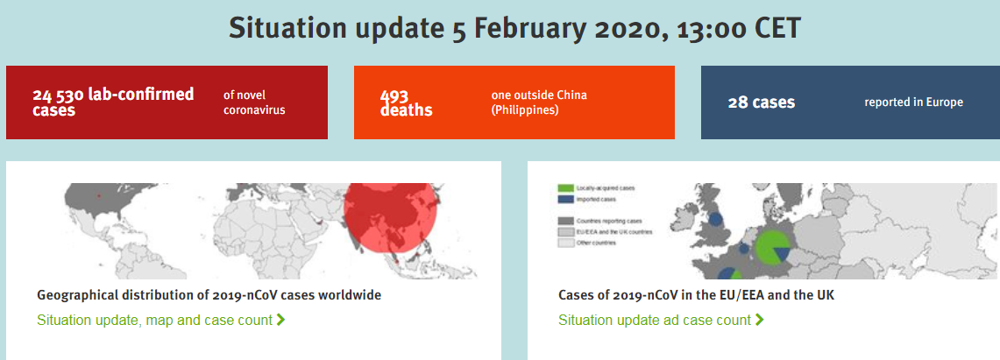 Situation update 5 February 2020, 13:00 CET
24 530 lab-confirmed
cases
of novel
coronavirus
493
deaths
one outside China
(Philippines)
28 cases
reported in Europe
Locally-acquired cases
Imported cases
Countries reporting cases
EU/EEA and the UK countries
Other countries
Geographical distribution of 2019-nCoV cases worldwide
Situation update, map and case count
Cases of 2019-nCoV in the EU/EEA and the UK
Situation update ad case count